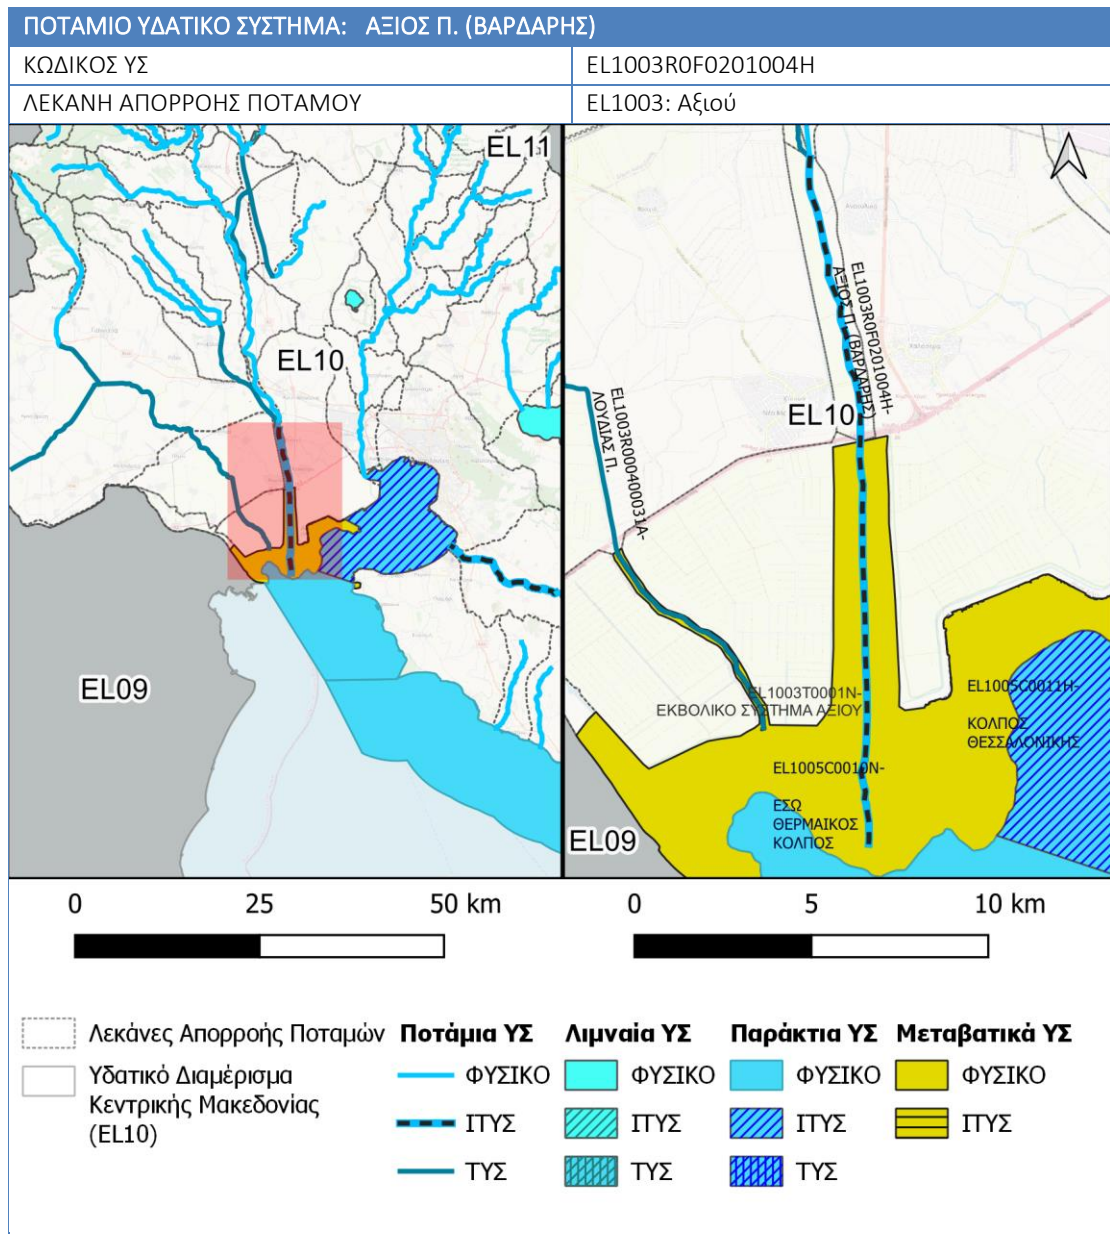 ΠΟΤΑΜΙΟ ΥΔΑΤΙΚΟ ΣΥΣΤΗΜΑ: ΑΞΙΟΣ Π. (ΒΑΡΔΑΡΗΣ)
ΚΩΔΙΚΟΣ ΥΣ EL1003R0F0201004H
ΛΕΚΑΝΗ ΑΠΟΡΡΟΗΣ ΠΟΤΑΜΟΥ EL1003: Αξιού
EL11
EL10
EL09
EL1003R0F0201004H-
ΑΞΙΟΣ Π. (ΒΑΡΔΑΡΗΣ)
EL10
EL1003R000400031A-
ΛΟΥΔΙΑΣ Π.
EL1003T0001N-
ΕΚΒΟΛΙΚΟ ΣΥΣΤΗΜΑ ΑΞΙΟΥ
EL1005C0011H-
ΚΟΛΠΟΣ
ΘΕΣΣΑΛΟΝΙΚΗΣ
EL1005C0010N-
ΕΣΩ
ΘΕΡΜΑΙΚΟΣ
ΚΟΛΠΟΣ
EL09
0 25 50 km
0 5 10 km
Λεκάνες Απορροής Ποταμών
Υδατικό Διαμέρισμα
Κεντρικής Μακεδονίας
(EL10)
Ποτάμια ΥΣ
ΦΥΣΙΚΟ
ΙΤΥΣ
ΤΥΣ
Λιμναία ΥΣ
ΦΥΣΙΚΟ
ΙΤΥΣ
ΤΥΣ
Παράκτια ΥΣ
ΦΥΣΙΚΟ
ΙΤΥΣ
ΤΥΣ
Μεταβατικά ΥΣ
ΦΥΣΙΚΟ
ΙΤΥΣ